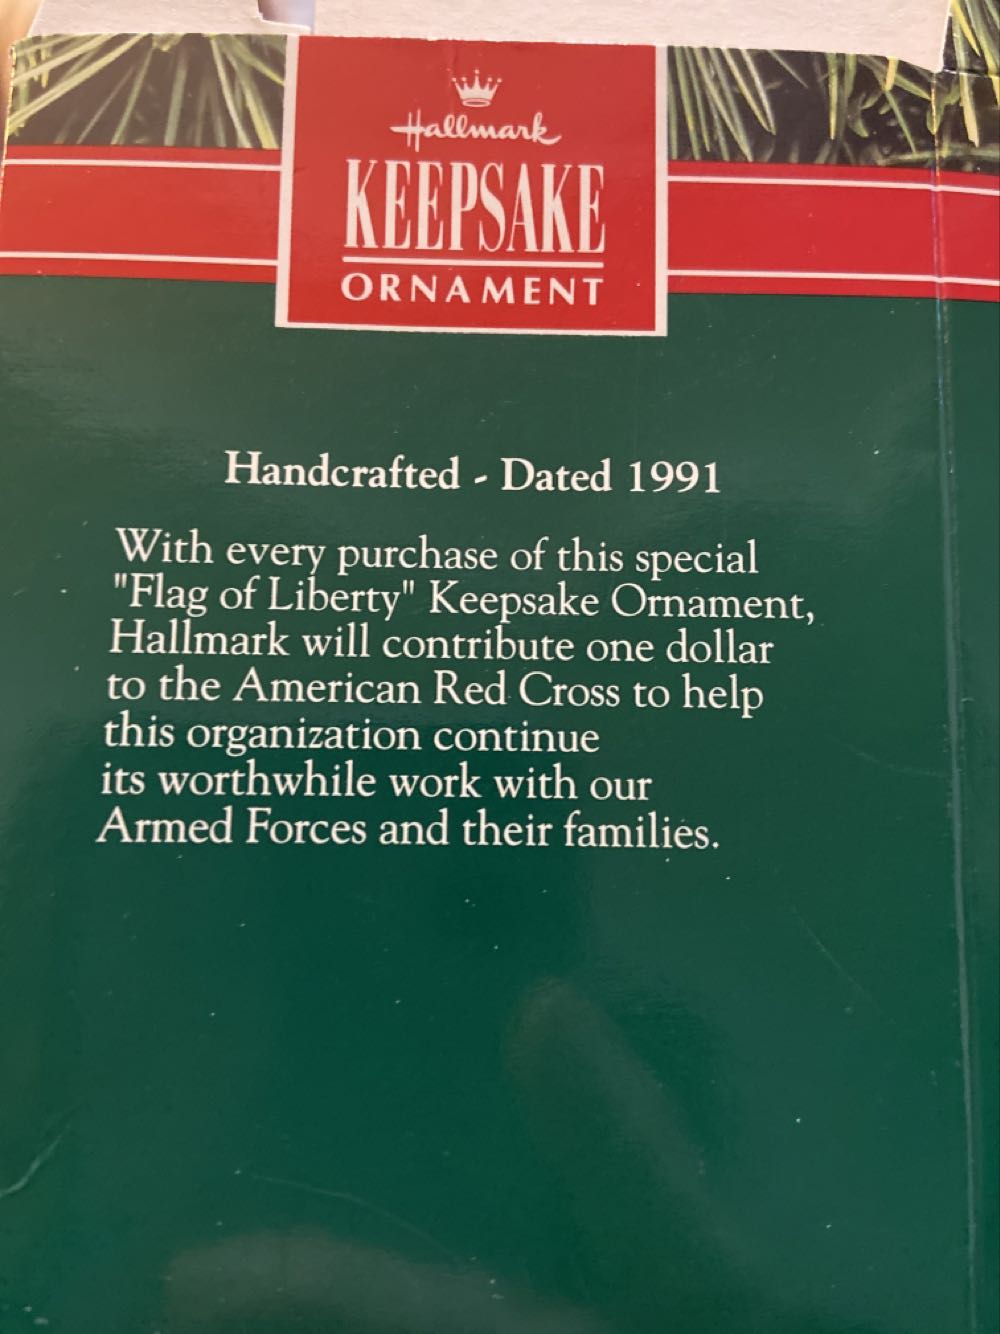 Hallmark
KEEPSAKE
ORNAMENT
Handcrafted - Dated 1991
With every purchase of this special
"Flag of Liberty" Keepsake Ornament,
Hallmark will contribute one dollar
to the American Red Cross to help
this organization continue
its worthwhile work with our
Armed Forces and their families.